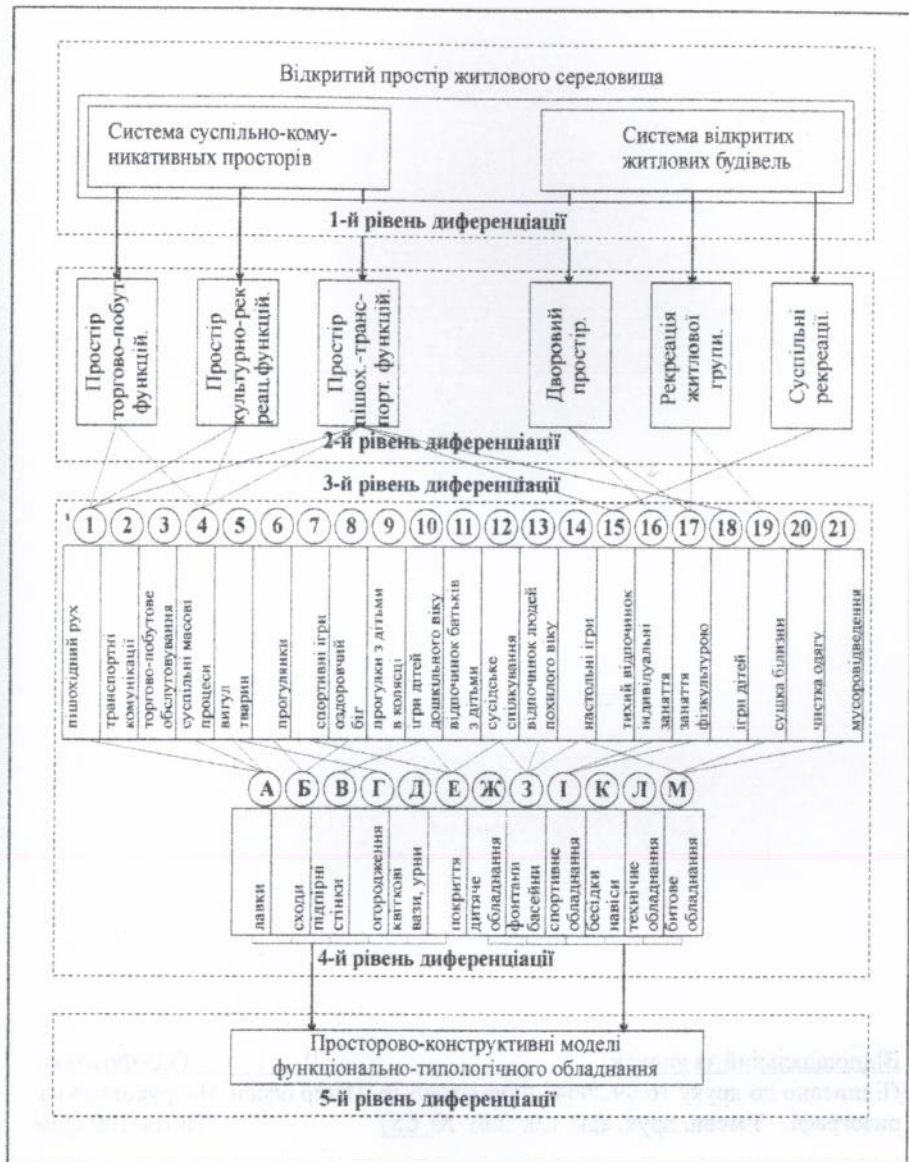 Відкритий простір житлового середовища
Система суспільно-кому-
никативных просторів
Система відкритих
житлових будівель
1-й рівень диференціації
Простір
торгово-побут
функцій.
Простір
культурно-рек
реац.функцій.
Простір
пішох.-транс-
порт. функцій.
Дворовий
простір.
Рекреація
житлової
групи.
Суспільні
рекреації.
2-й рівень диференціації
3-й рівень диференціації
1 2 3 4 5 6 7 8 9 10 11 12 13 14 15 16 17 18 19 20 21
пішохідний рух
транспортні
комунікації
торгово-побутове
обслуговування
суспільні масові
процеси
вигул
тварин
прогулянки
спортивні ігри
оздоровчий
біг
прогулки з дітьми
в колясці
ігри дітей
дошкільного віку
відпочинок батьків
з дітьми
сусідське
спілкування
відпочинок людей
похілого віку
настольні ігри
тихий відпочинок
індивідуальні
заняття
заняття
фізкультурою
ігри дітей
сушка білизни
чистка одягу
мусоровідведення
А Б В Г Д Е Ж З І К Л М
лавки
сходи
підпірні
стінки
огородження
квіткові
вази, урни
покриття
дитяче
обладнання
фонтани
басейни
спортивне
обладнання
бесідки
навіси
технічне
обладнання
битове
обладнання
4-й рівень диференціації
Просторово-конструктивні моделі
функціонально-типологічного обладнання
5-й рівень диференціації